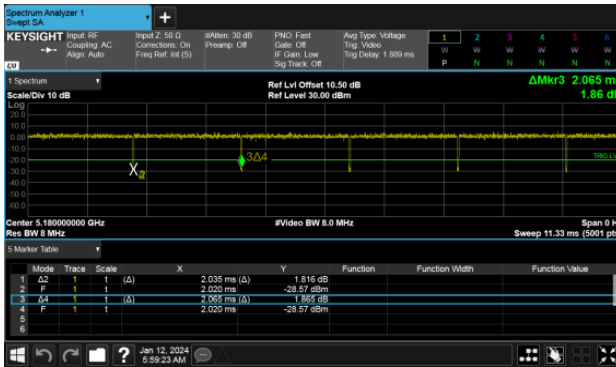 Spectrum Analyzer 1
Swept SA
+
KEYSIGHT Input: RF Input Z: 50 Ω #Atten: 30 dB PNO: Fast Avg Type: Voltage 1 2 3 4 5 6
Coupling: AC Corrections: On Preamp: Off Gate: Off Trig: Video W W W W W W
Align: Auto Freq Ref: Int (S) IF Gain: Low Trig Delay: 1.889 ms P N N N N N
LXI Sig Track: Off
1 Spectrum Ref Lvl Offset 10.50 dB ΔMkr3 2.065 m
Scale/Div 10 dB Ref Level 30.00 dBm 1.86 d
Log
20.0
10.0
0.00
-10.0
-20.0 3Δ4 TRIG LV
-30.0 X
-40.0
-50.0
-60.0
Center 5.180000000 GHz #Video BW 8.0 MHz Span 0 H
Res BW 8 MHz Sweep 11.33 ms (5001 pts
5 Marker Table
Mode Trace Scale X Y Function Function Width Function Value
1 Δ2 1 t (Δ) 2.035 ms (Δ) 1.816 dB
2 F 1 t 2.020 ms -28.57 dBm
3 Δ4 1 t (Δ) 2.065 ms (Δ) 1.865 dB
4 F 1 t 2.020 ms -28.57 dBm
5
6
? Jan 12, 2024
5:59:23 AM